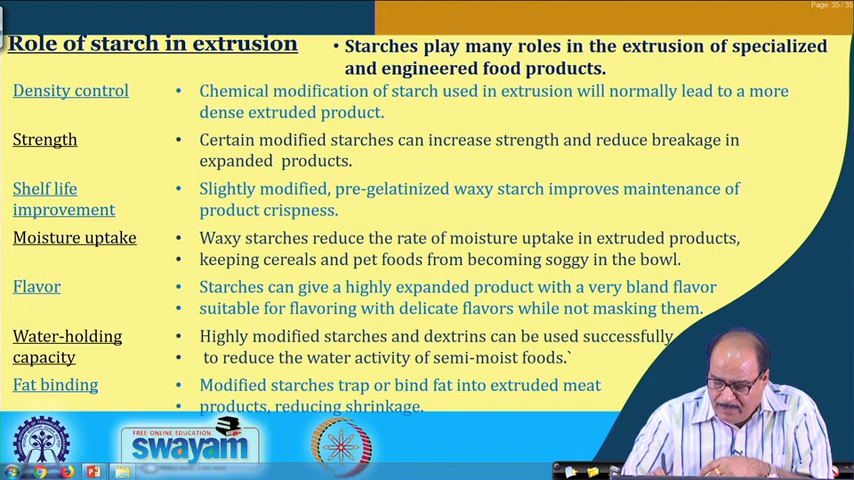 Page: 35 / 35
Role of starch in extrusion
• Starches play many roles in the extrusion of specialized
and engineered food products.
Density control
• Chemical modification of starch used in extrusion will normally lead to a more
dense extruded product.
Strength
• Certain modified starches can increase strength and reduce breakage in
expanded products.
Shelf life
improvement
• Slightly modified, pre-gelatinized waxy starch improves maintenance of
product crispness.
Moisture uptake
• Waxy starches reduce the rate of moisture uptake in extruded products,
• keeping cereals and pet foods from becoming soggy in the bowl.
Flavor
• Starches can give a highly expanded product with a very bland flavor
• suitable for flavoring with delicate flavors while not masking them.
Water-holding
capacity
• Highly modified starches and dextrins can be used successfully
• to reduce the water activity of semi-moist foods.`
Fat binding
• Modified starches trap or bind fat into extruded meat
• products, reducing shrinkage.
FREE ONLINE EDUCATION
swayam